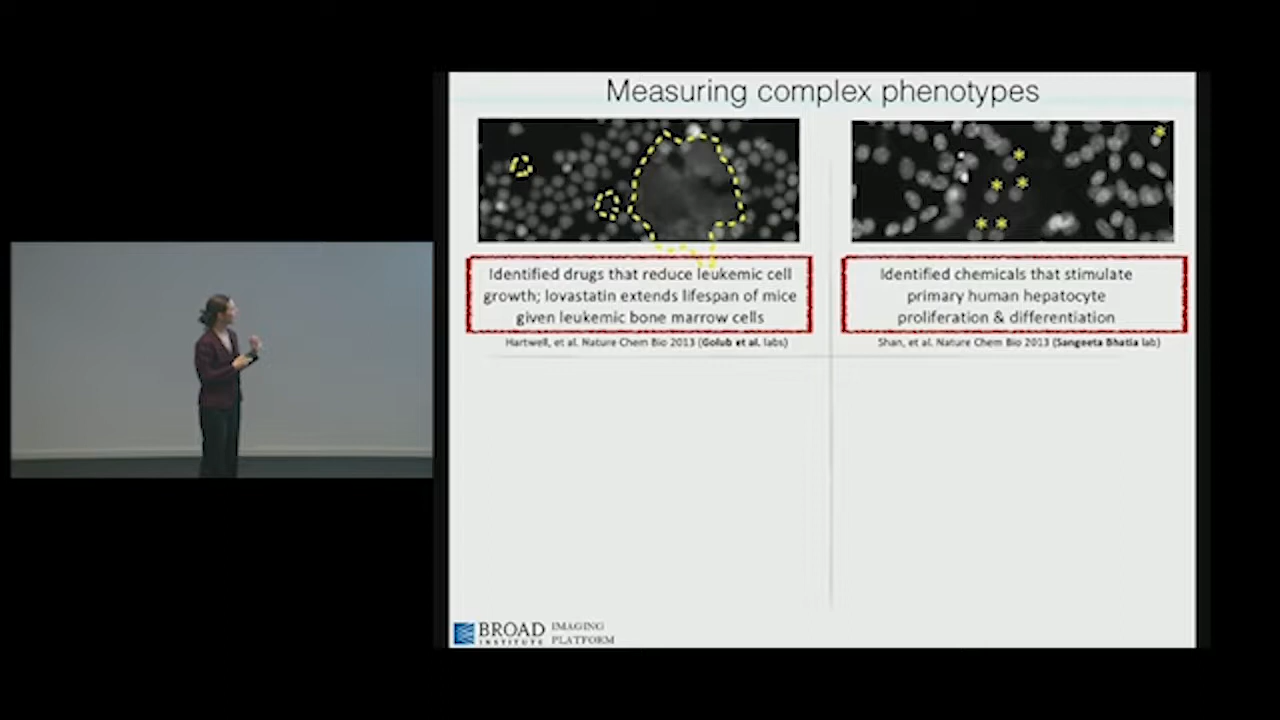 Measuring complex phenotypes
Identified drugs that reduce leukemic cell
growth; lovastatin extends lifespan of mice
given leukemic bone marrow cells
Hartwell, et al. Nature Chem Bio 2013 (Golub et al. labs)
Identified chemicals that stimulate
primary human hepatocyte
proliferation & differentiation
Shan, et al. Nature Chem Bio 2013 (Sangeeta Bhatia lab)
BROAD
INSTITUTE
IMAGING
PLATFORM